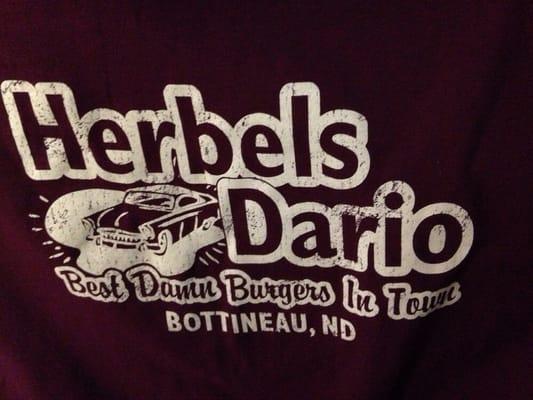 Herbels
Dario
Best Damn Burgers In Town
BOTTINEAU, ND